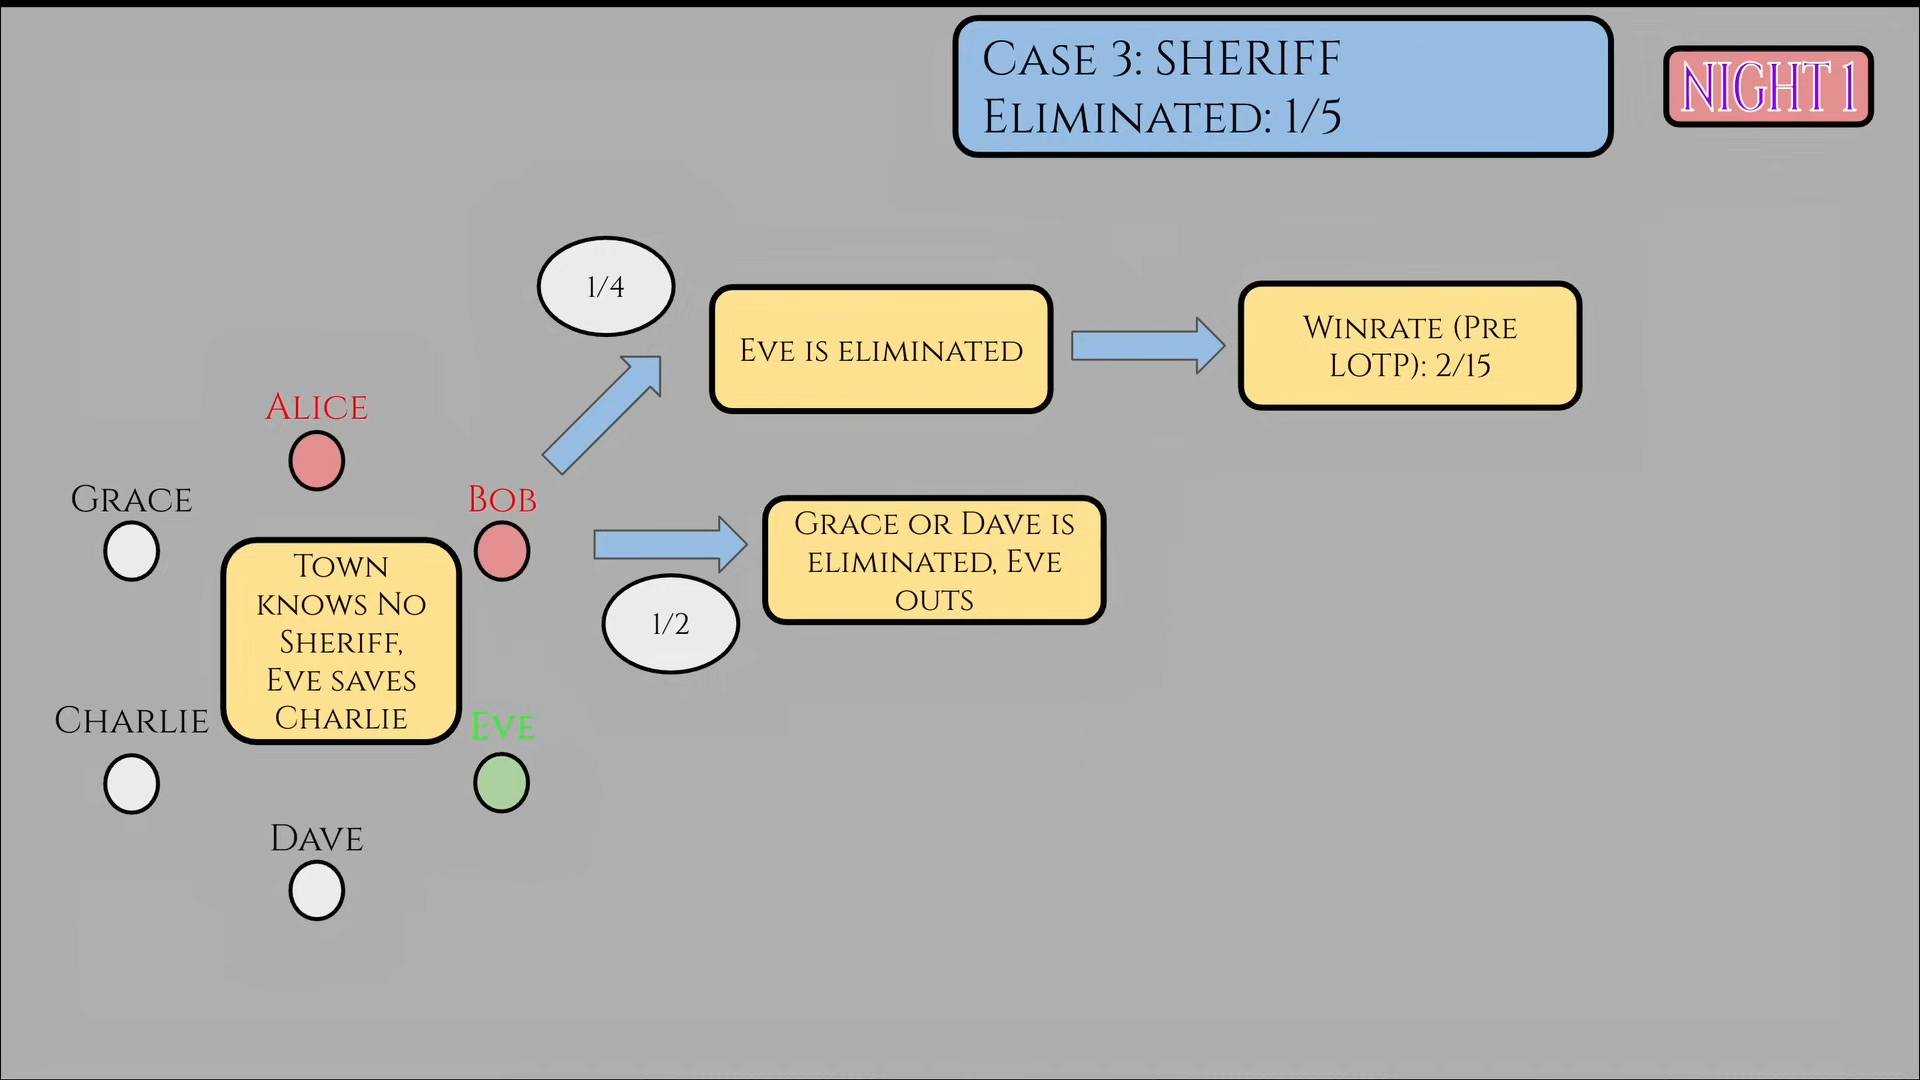 Case 3: SHERIFF
Eliminated: 1/5
NIGHT 1
1/4
Eve is eliminated
Winrate (Pre
LOTP): 2/15
Alice
Grace
Bob
Grace or Dave is
eliminated, Eve
outs
1/2
Town
knows No
Sheriff,
Eve saves
Charlie
Charlie
Eve
Dave